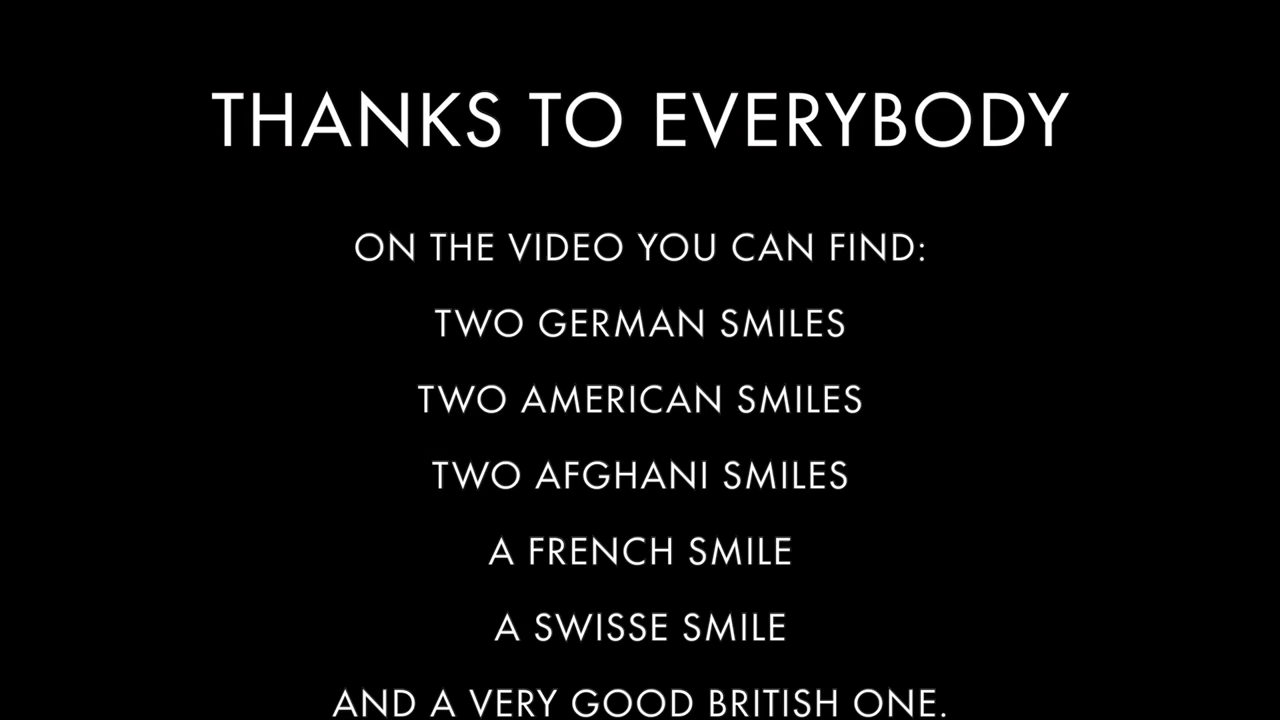 THANKS TO EVERYBODY
ON THE VIDEO YOU CAN FIND:
TWO GERMAN SMILES
TWO AMERICAN SMILES
TWO AFGHANI SMILES
A FRENCH SMILE
A SWISSE SMILE
AND A VERY GOOD BRITISH ONE.